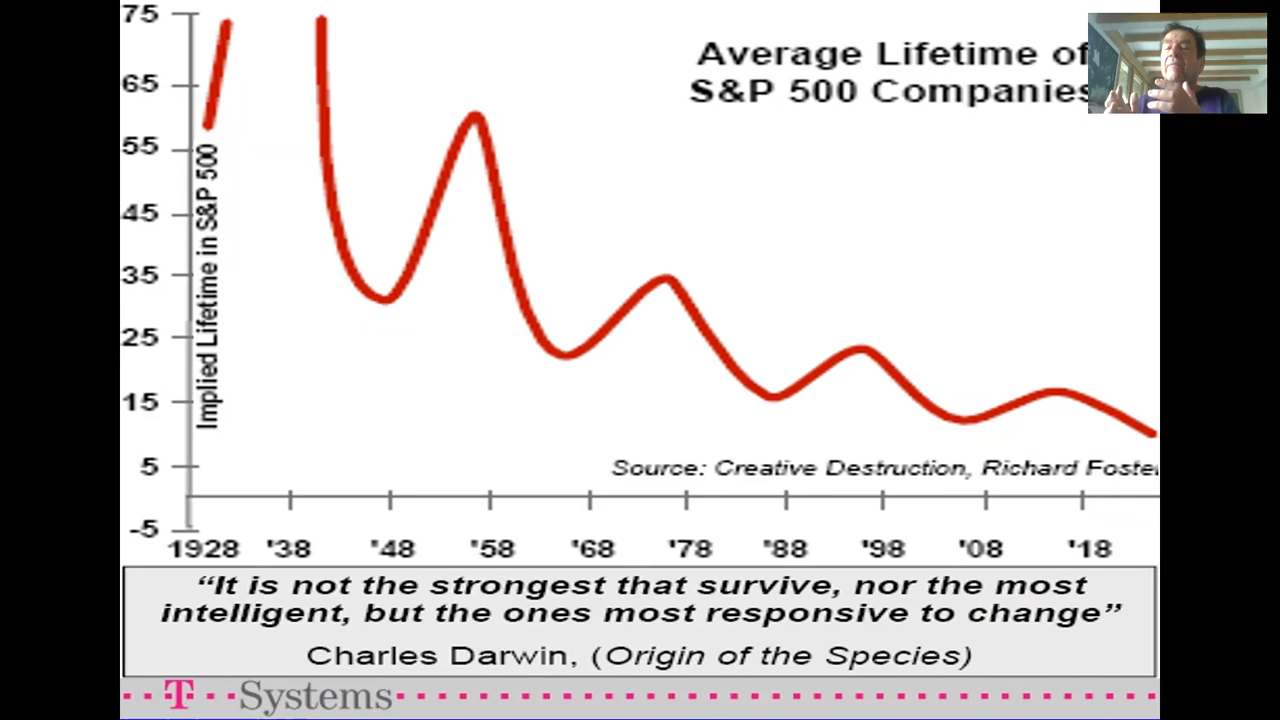 Average Lifetime of
S&P 500 Companies
75
65
55
45
35
25
15
5
-5
Implied Lifetime in S&P 500
Source: Creative Destruction, Richard Foster
1928 '38 '48 '58 '68 '78 '88 '98 '08 '18
“It is not the strongest that survive, nor the most
intelligent, but the ones most responsive to change”
Charles Darwin, (Origin of the Species)
T Systems